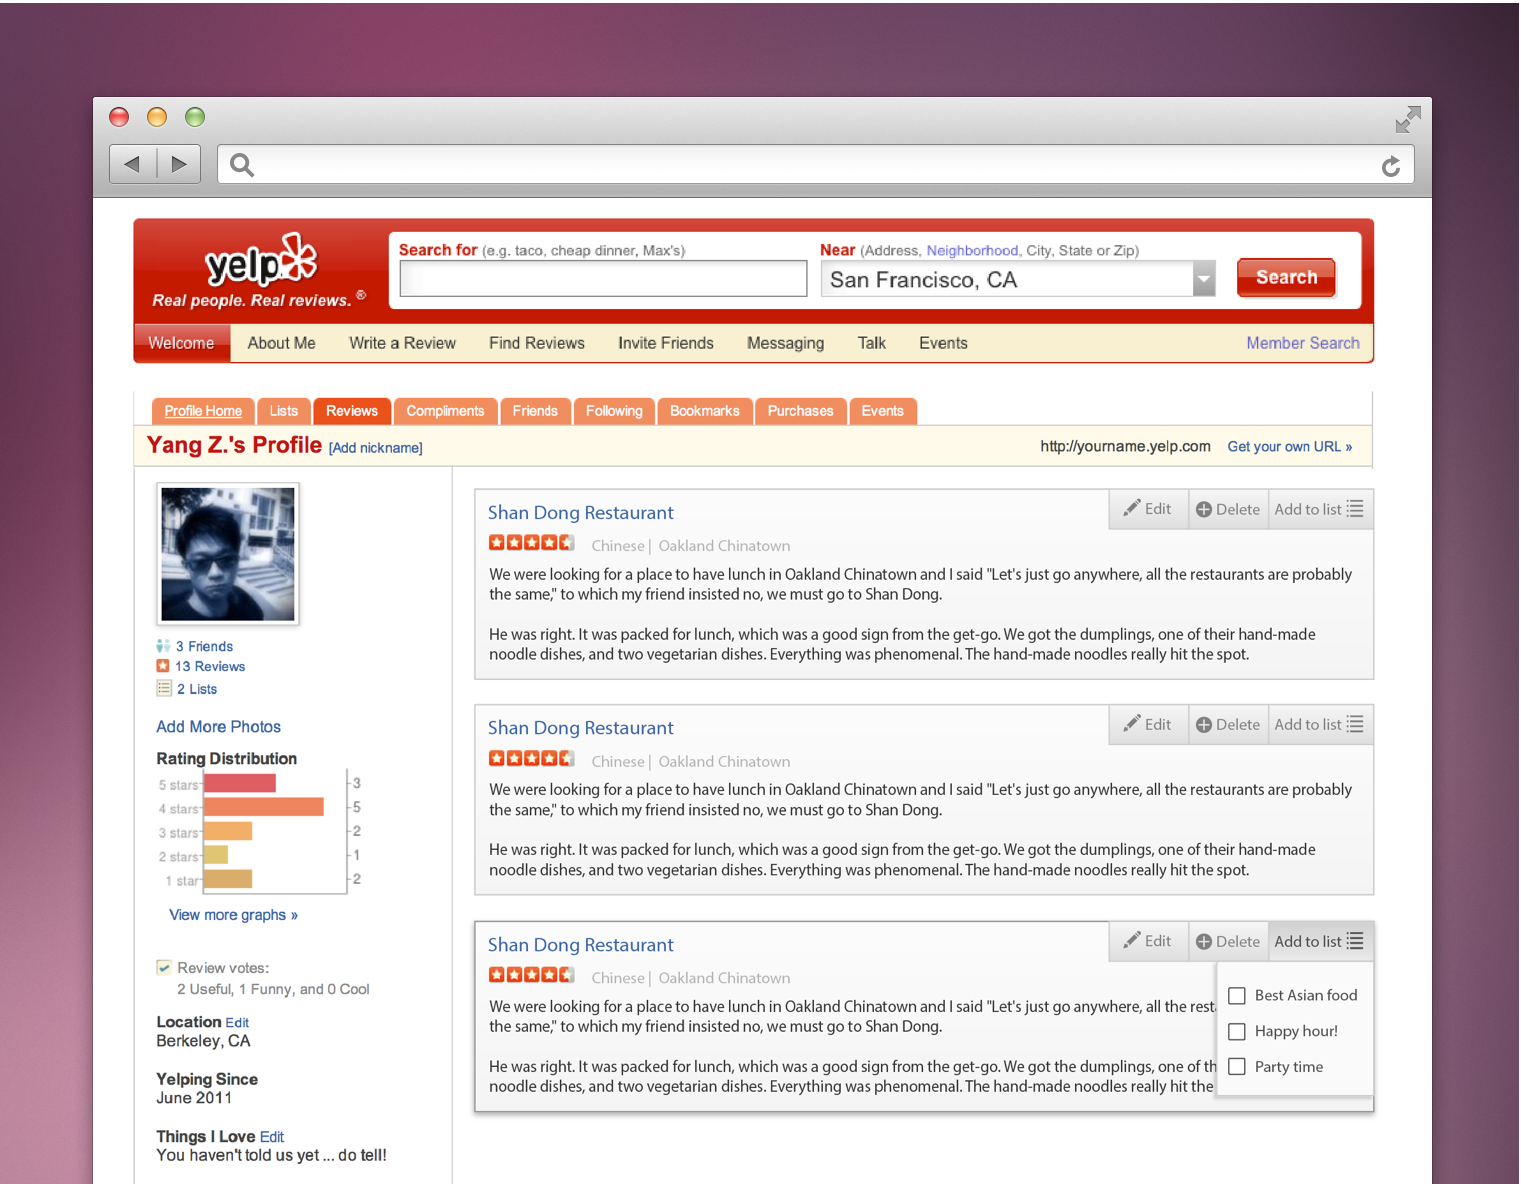 yelp
Real people. Real reviews. ®
Search for (e.g. taco, cheap dinner, Max's)
Near (Address, Neighborhood, City, State or Zip)
San Francisco, CA
Search
Welcome About Me Write a Review Find Reviews Invite Friends Messaging Talk Events Member Search
Profile Home Lists Reviews Compliments Friends Following Bookmarks Purchases Events
Yang Z.'s Profile [Add nickname] http://yourname.yelp.com Get your own URL »
3 Friends
13 Reviews
2 Lists
Add More Photos
Rating Distribution
5 stars 3
4 stars 5
3 stars 2
2 stars 1
1 star 2
View more graphs »
Review votes:
2 Useful, 1 Funny, and 0 Cool
Location Edit
Berkeley, CA
Yelping Since
June 2011
Things I Love Edit
You haven't told us yet ... do tell!
Shan Dong Restaurant Edit Delete Add to list
Chinese | Oakland Chinatown
We were looking for a place to have lunch in Oakland Chinatown and I said "Let's just go anywhere, all the restaurants are probably
the same," to which my friend insisted no, we must go to Shan Dong.
He was right. It was packed for lunch, which was a good sign from the get-go. We got the dumplings, one of their hand-made
noodle dishes, and two vegetarian dishes. Everything was phenomenal. The hand-made noodles really hit the spot.
Shan Dong Restaurant Edit Delete Add to list
Chinese | Oakland Chinatown
We were looking for a place to have lunch in Oakland Chinatown and I said "Let's just go anywhere, all the restaurants are probably
the same," to which my friend insisted no, we must go to Shan Dong.
He was right. It was packed for lunch, which was a good sign from the get-go. We got the dumplings, one of their hand-made
noodle dishes, and two vegetarian dishes. Everything was phenomenal. The hand-made noodles really hit the spot.
Shan Dong Restaurant Edit Delete Add to list
Chinese | Oakland Chinatown
We were looking for a place to have lunch in Oakland Chinatown and I said "Let's just go anywhere, all the rest
the same," to which my friend insisted no, we must go to Shan Dong.
He was right. It was packed for lunch, which was a good sign from the get-go. We got the dumplings, one of th
noodle dishes, and two vegetarian dishes. Everything was phenomenal. The hand-made noodles really hit the
Best Asian food
Happy hour!
Party time